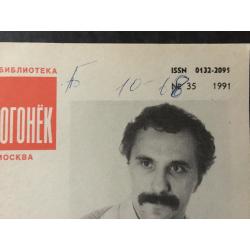 БИБЛИОТЕКА
ISSN 0132-2095
10-18
№ 35 1991
ОГОНЁК
МОСКВА